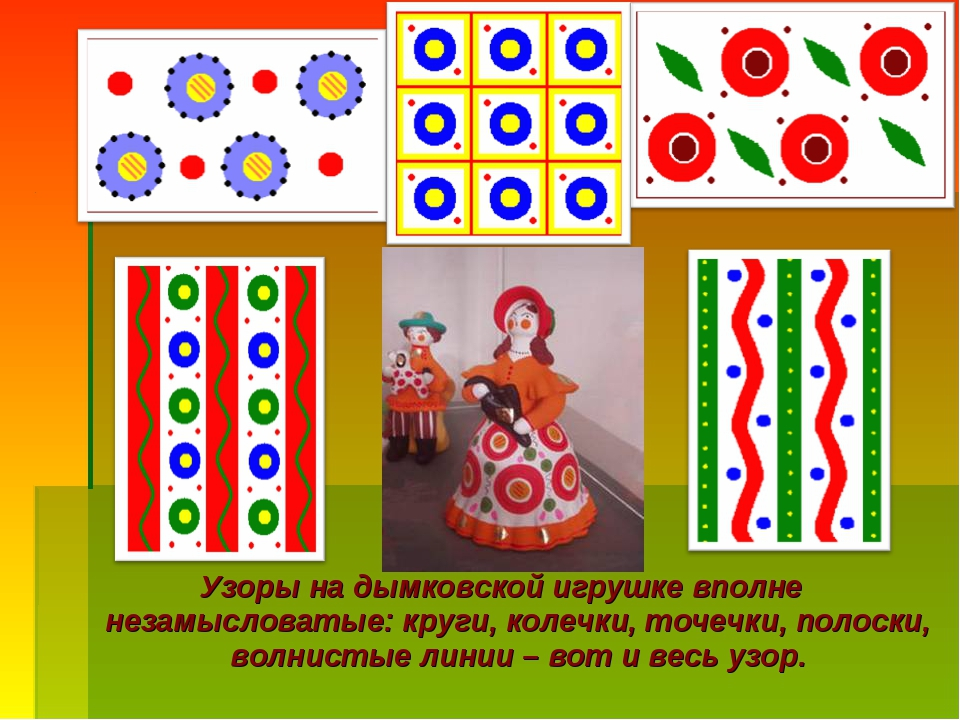 Узоры на дымковской игрушке вполне
незамысловатые: круги, колечки, точечки, полоски,
волнистые линии – вот и весь узор.